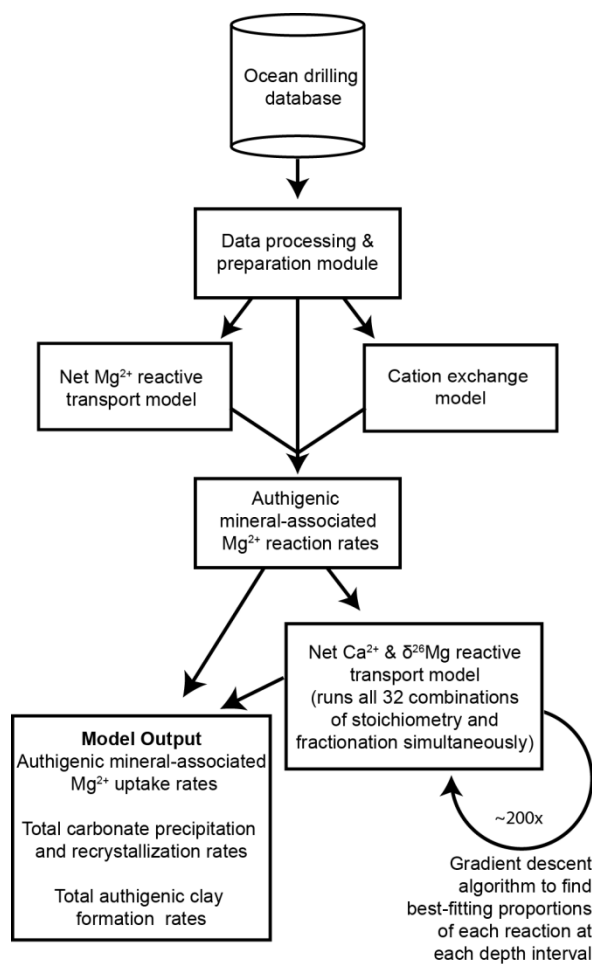 Ocean drilling
database
Data processing &
preparation module
Net Mg²⁺ reactive
transport model
Cation exchange
model
Authigenic
mineral-associated
Mg²⁺ reaction rates
Net Ca²⁺ & δ²⁶Mg reactive
transport model
(runs all 32 combinations
of stoichiometry and
fractionation simultaneously)
Model Output
Authigenic mineral-associated
Mg²⁺ uptake rates
Total carbonate precipitation
and recrystallization rates
Total authigenic clay
formation rates
~200x
Gradient descent
algorithm to find
best-fitting proportions
of each reaction at
each depth interval